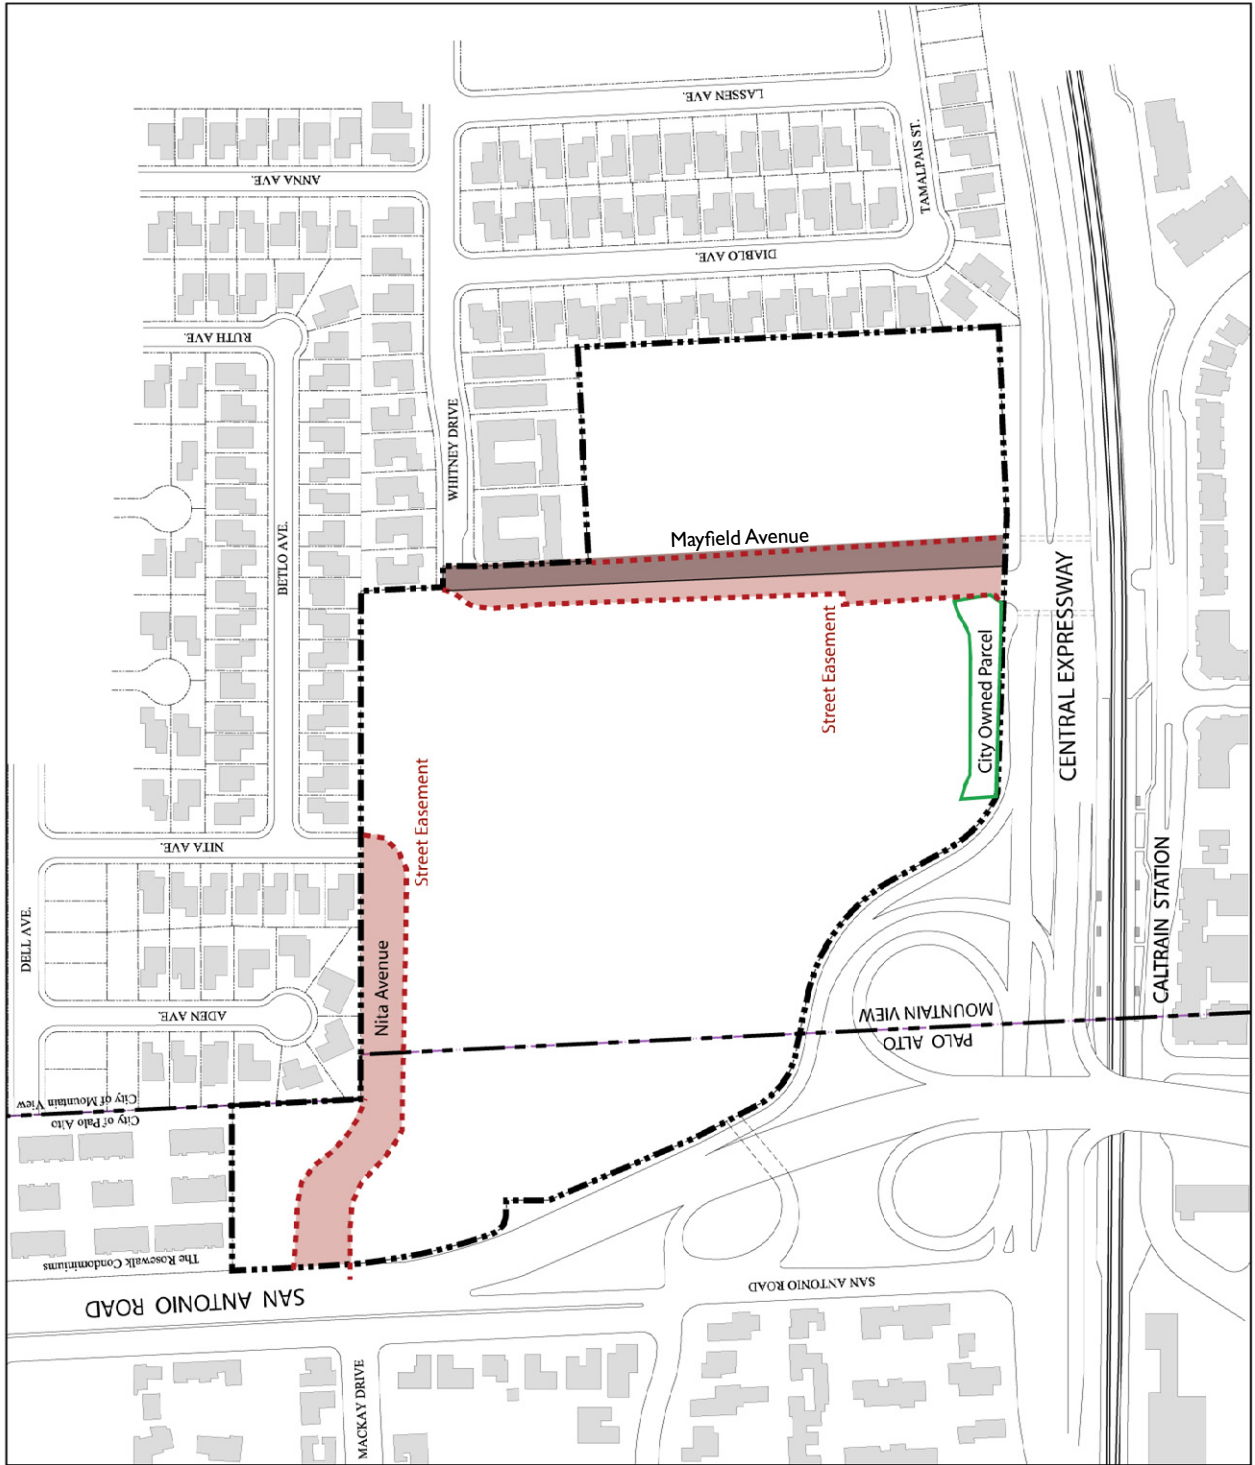 LASSEN AVE.
TAMALPAIS ST.
ANNA AVE.
DIABLO AVE.
RUTH AVE.
WHITNEY DRIVE
BETLO AVE.
Mayfield Avenue
CENTRAL EXPRESSWAY
Street Easement
City Owned Parcel
Street Easement
NITA AVE.
DELL AVE.
Nita Avenue
CALTRAIN STATION
ADEN AVE.
MOUNTAIN VIEW
PALO ALTO
City of Mountain View
City of Palo Alto
The Rosewalk Condominiums
SAN ANTONIO ROAD
SAN ANTONIO ROAD
MACKAY DRIVE